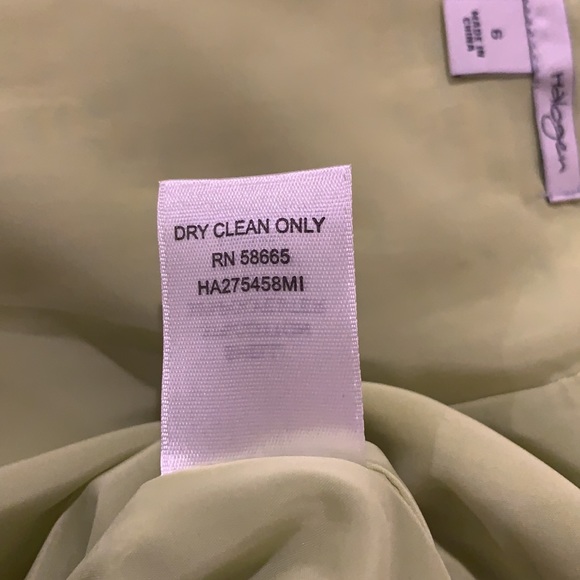 6
MADE IN
CHINA
Halogen
DRY CLEAN ONLY
RN 58665
HA275458MI